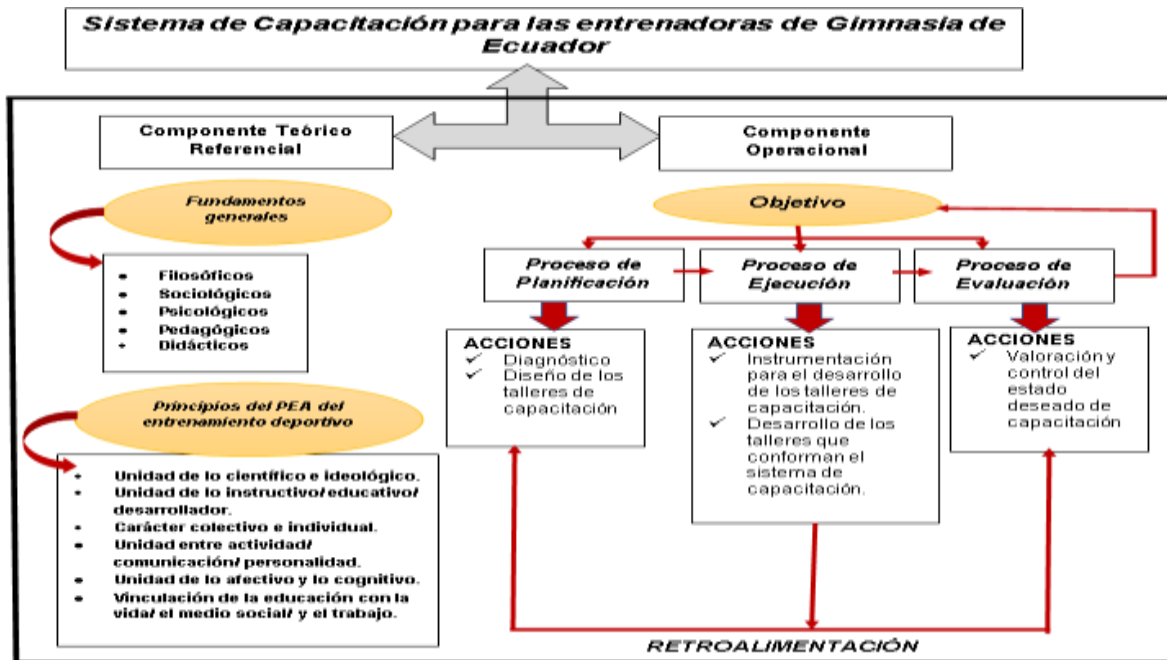 Sistema de Capacitación para las entrenadoras de Gimnasía de
Ecuador
Componente Teórico
Referencial
Componente
Operacional
Fundamentos
generales
• Filosóficos
• Sociológicos
• Psicológicos
• Pedagógicos
• Didácticos
Principios del PEA del
entrenamiento deportivo
• Unidad de lo científico e ideológico.
• Unidad de lo instructivo/ educativo/
desarrollador.
• Carácter colectivo e individual.
• Unidad entre actividad/
comunicación/ personalidad.
• Unidad de lo afectivo y lo cognitivo.
• Vinculación de la educación con la
vida/ el medio social/ y el trabajo.
Objetivo
Proceso de
Planificación
Proceso de
Ejecución
Proceso de
Evaluación
ACCIONES
✓ Diagnóstico
✓ Diseño de los
talleres de
capacitación
ACCIONES
✓ Instrumentación
para el desarrollo
de los talleres de
capacitación.
✓ Desarrollo de los
talleres que
conforman el
sistema de
capacitación.
ACCIONES
✓ Valoración y
control del
estado
deseado de
capacitación
RETROALIMENTACIÓN